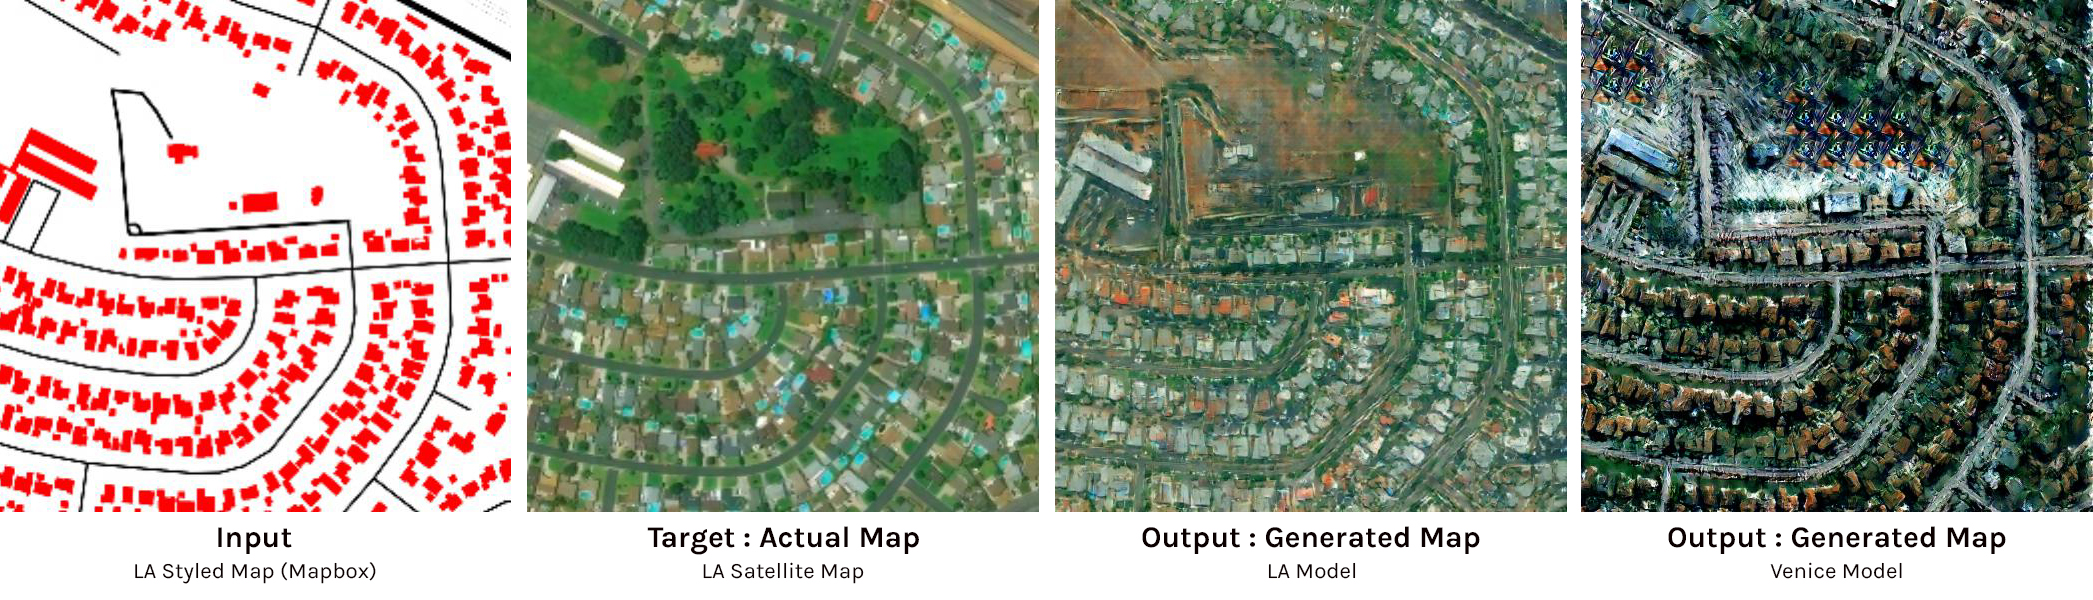 Input
LA Styled Map (Mapbox)
Target : Actual Map
LA Satellite Map
Output : Generated Map
LA Model
Output : Generated Map
Venice Model